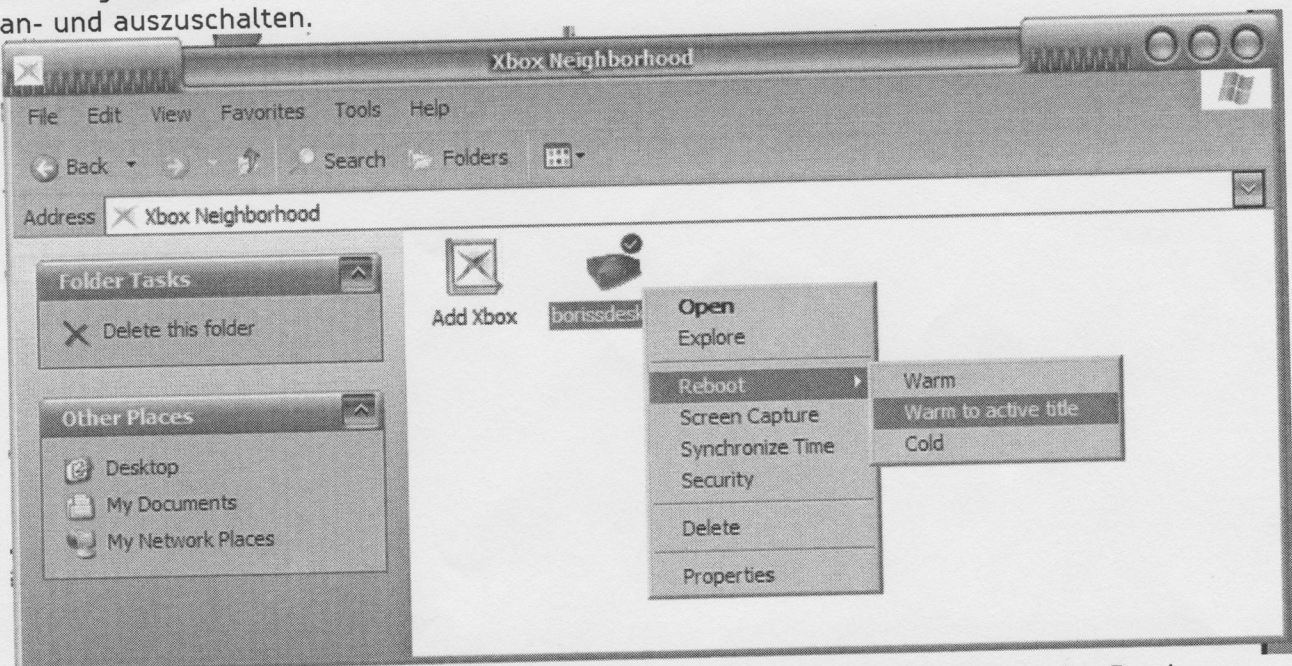 an- und auszuschalten.
Xbox Neighborhood
File Edit View Favorites Tools Help
Back Search Folders
Address Xbox Neighborhood
Folder Tasks
Delete this folder
Other Places
Desktop
My Documents
My Network Places
Add Xbox
borissdesk
Open
Explore
Reboot
Screen Capture
Synchronize Time
Security
Delete
Properties
Warm
Warm to active title
Cold